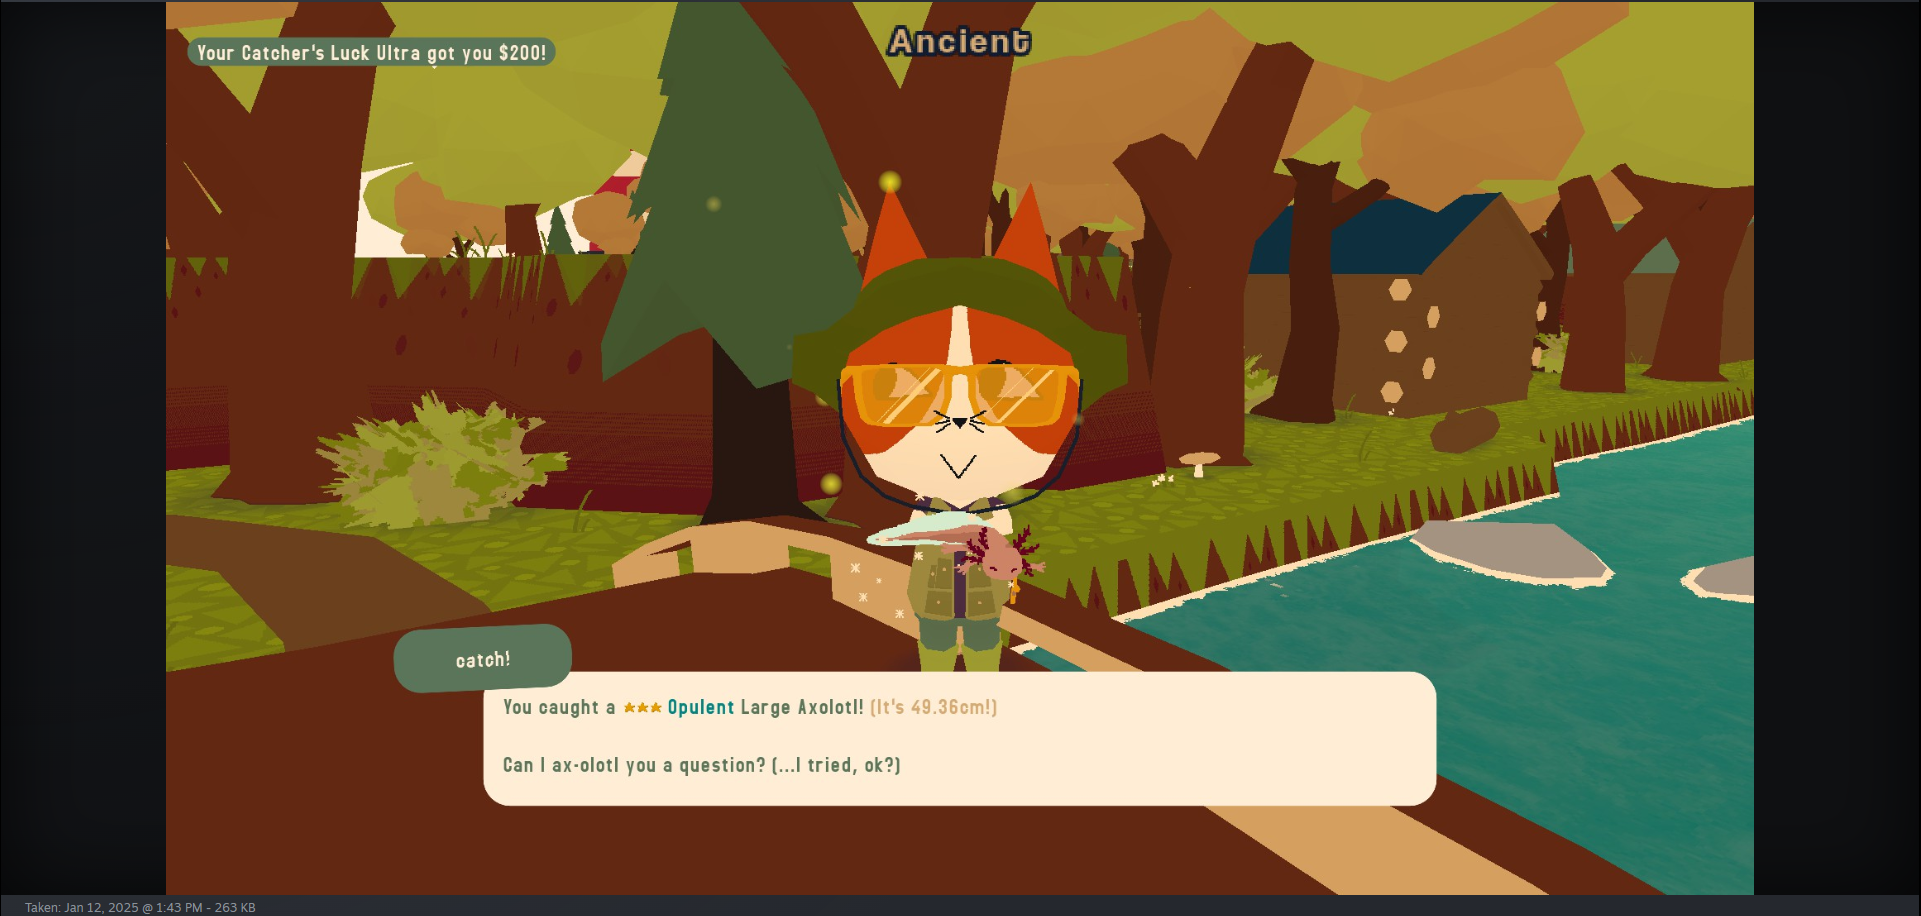 Ancient
Your Catcher's Luck Ultra got you $200!
catch!
You caught a ★★★ Opulent Large Axolotl! (It's 49.36cm!)
Can I ax-olotl you a question? (...I tried, ok?)
Taken: Jan 12, 2025 @ 1:43 PM - 263 KB